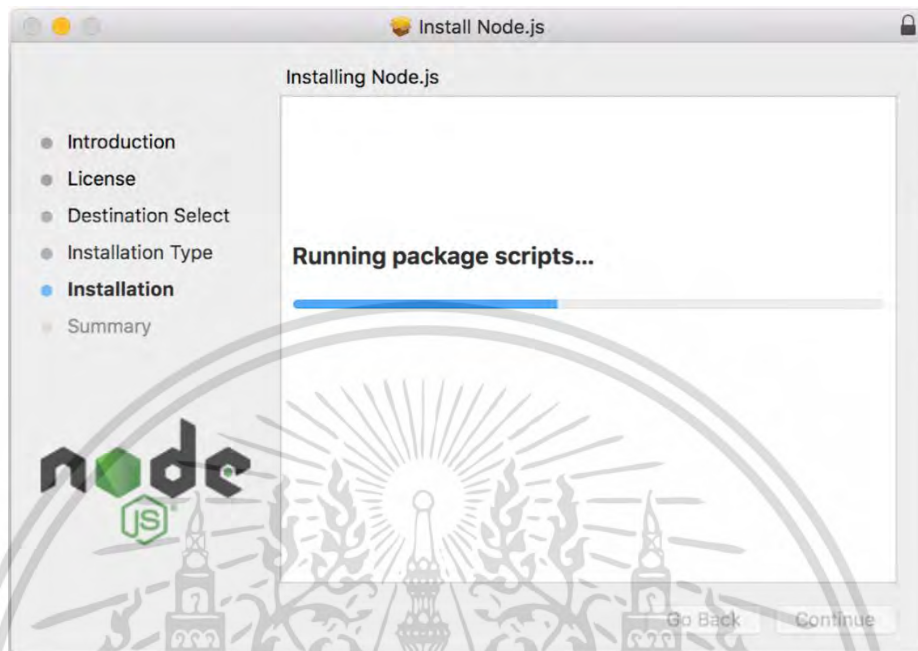 Install Node.js
Installing Node.js
Introduction
License
Destination Select
Installation Type
Installation
Summary
Running package scripts...
node
JS
Go Back
Continue